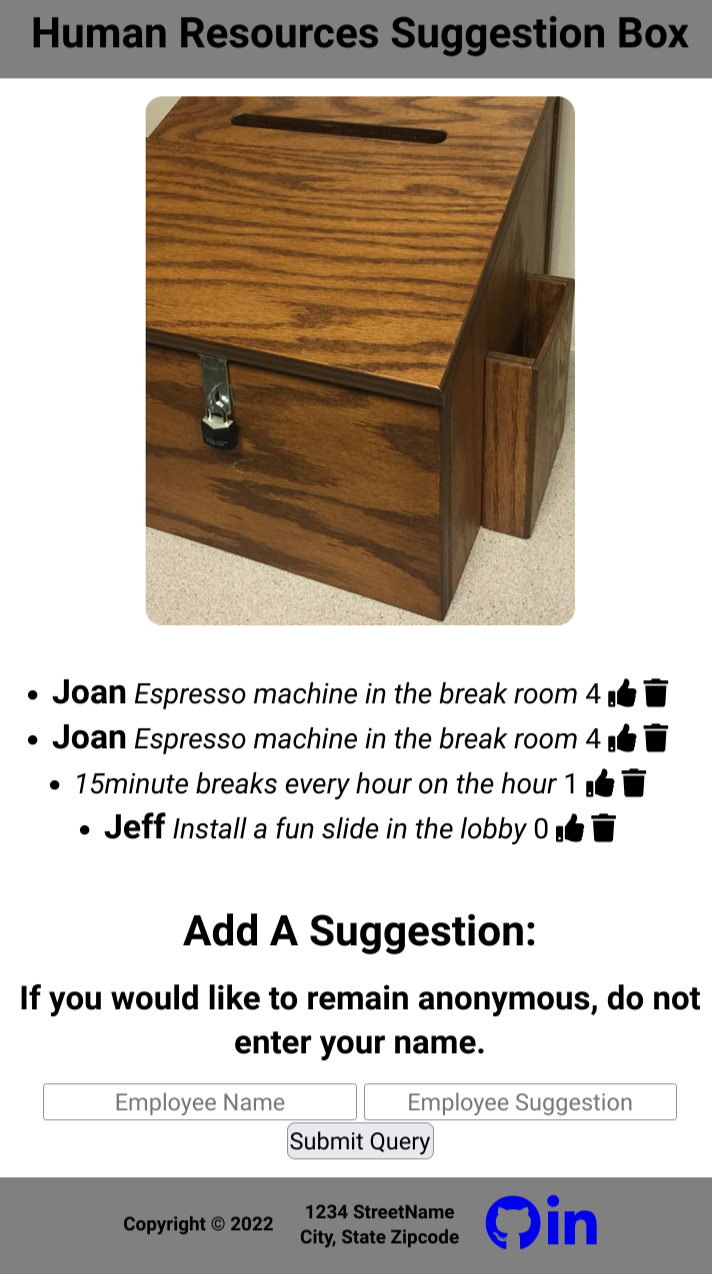 Human Resources Suggestion Box
Joan Espresso machine in the break room 4
Joan Espresso machine in the break room 4
15minute breaks every hour on the hour 1
Jeff Install a fun slide in the lobby 0
Add A Suggestion:
If you would like to remain anonymous, do not
enter your name.
Employee Name Employee Suggestion
Submit Query
Copyright © 2022
1234 StreetName
City, State Zipcode
in